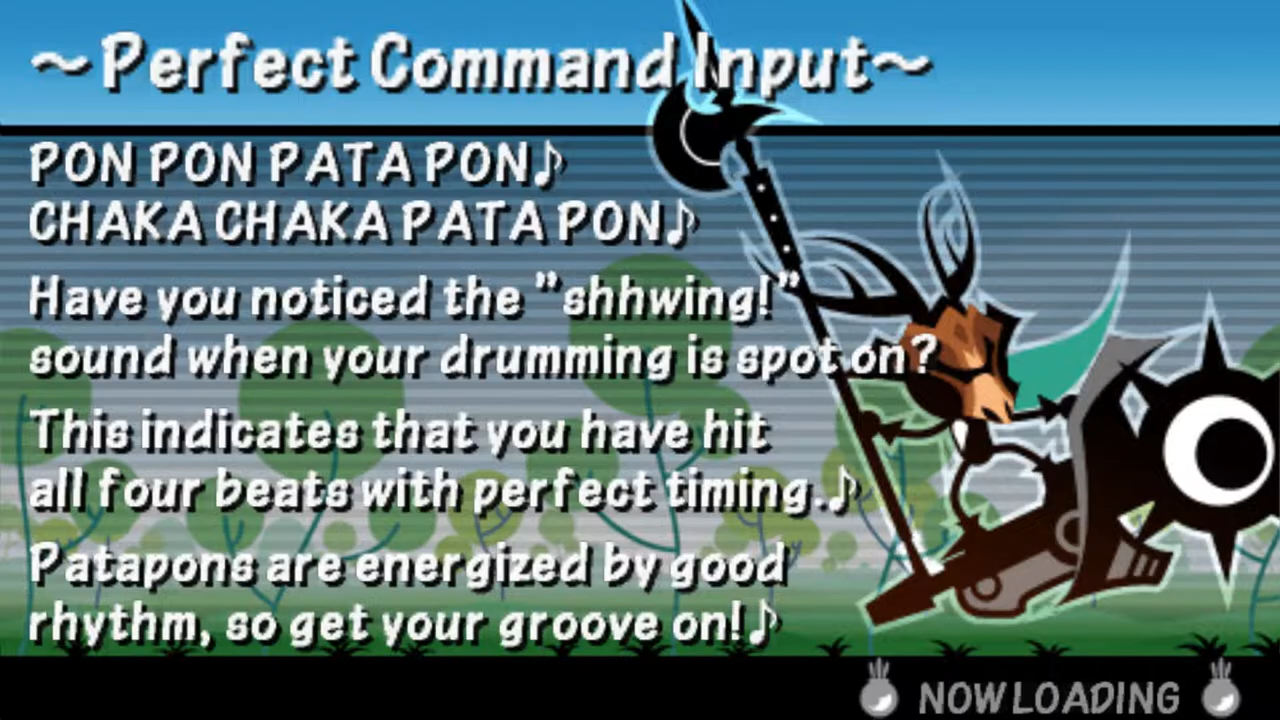 ～Perfect Command Input～
PON PON PATA PON♪
CHAKA CHAKA PATA PON♪
Have you noticed the "shhwing!"
sound when your drumming is spot on?
This indicates that you have hit
all four beats with perfect timing.♪
Patapons are energized by good
rhythm, so get your groove on!♪
NOW LOADING